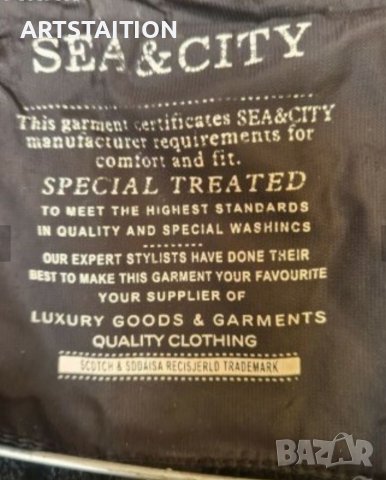 ARTSTAITION
SEA&CITY
This garment certificates SEA&CITY
manufacturer requirements for
comfort and fit.
SPECIAL TREATED
TO MEET THE HIGHEST STANDARDS
IN QUALITY AND SPECIAL WASHINCS
OUR EXPERT STYLISTS HAVE DONE THEIR
BEST TO MAKE THIS GARMENT YOUR FAVOURITE
YOUR SUPPLIER OF
LUXURY GOODS & GARMENTS
QUALITY CLOTHING
SCOTCH & SODAISA RECISJERLD TRADEMARK
BAZAR